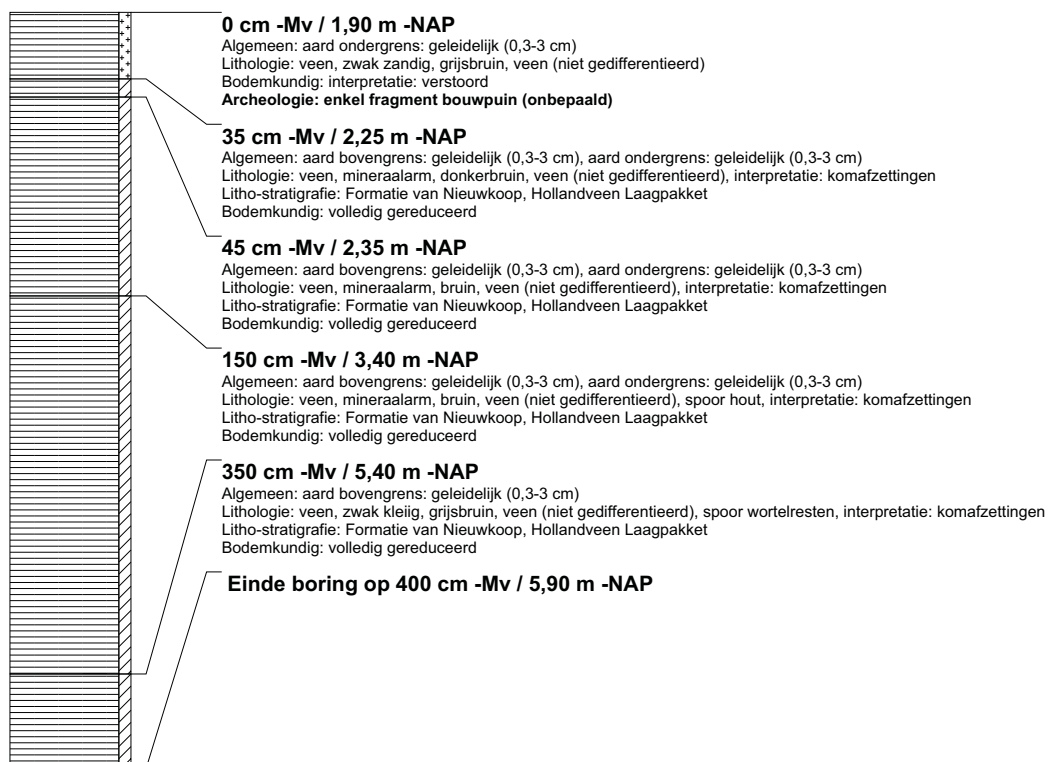 0 cm -Mv / 1,90 m -NAP
Algemeen: aard ondergrens: geleidelijk (0,3-3 cm)
Lithologie: veen, zwak zandig, grijsbruin, veen (niet gedifferentieerd)
Bodemkundig: interpretatie: verstoord
Archeologie: enkel fragment bouwpuin (onbepaald)
35 cm -Mv / 2,25 m -NAP
Algemeen: aard bovengrens: geleidelijk (0,3-3 cm), aard ondergrens: geleidelijk (0,3-3 cm)
Lithologie: veen, mineraalarm, donkerbruin, veen (niet gedifferentieerd), interpretatie: komafzettingen
Litho-stratigrafie: Formatie van Nieuwkoop, Hollandveen Laagpakket
Bodemkundig: volledig gereduceerd
45 cm -Mv / 2,35 m -NAP
Algemeen: aard bovengrens: geleidelijk (0,3-3 cm), aard ondergrens: geleidelijk (0,3-3 cm)
Lithologie: veen, mineraalarm, bruin, veen (niet gedifferentieerd), interpretatie: komafzettingen
Litho-stratigrafie: Formatie van Nieuwkoop, Hollandveen Laagpakket
Bodemkundig: volledig gereduceerd
150 cm -Mv / 3,40 m -NAP
Algemeen: aard bovengrens: geleidelijk (0,3-3 cm), aard ondergrens: geleidelijk (0,3-3 cm)
Lithologie: veen, mineraalarm, bruin, veen (niet gedifferentieerd), spoor hout, interpretatie: komafzettingen
Litho-stratigrafie: Formatie van Nieuwkoop, Hollandveen Laagpakket
Bodemkundig: volledig gereduceerd
350 cm -Mv / 5,40 m -NAP
Algemeen: aard bovengrens: geleidelijk (0,3-3 cm)
Lithologie: veen, zwak kleiig, grijsbruin, veen (niet gedifferentieerd), spoor wortelresten, interpretatie: komafzettingen
Litho-stratigrafie: Formatie van Nieuwkoop, Hollandveen Laagpakket
Bodemkundig: volledig gereduceerd
Einde boring op 400 cm -Mv / 5,90 m -NAP